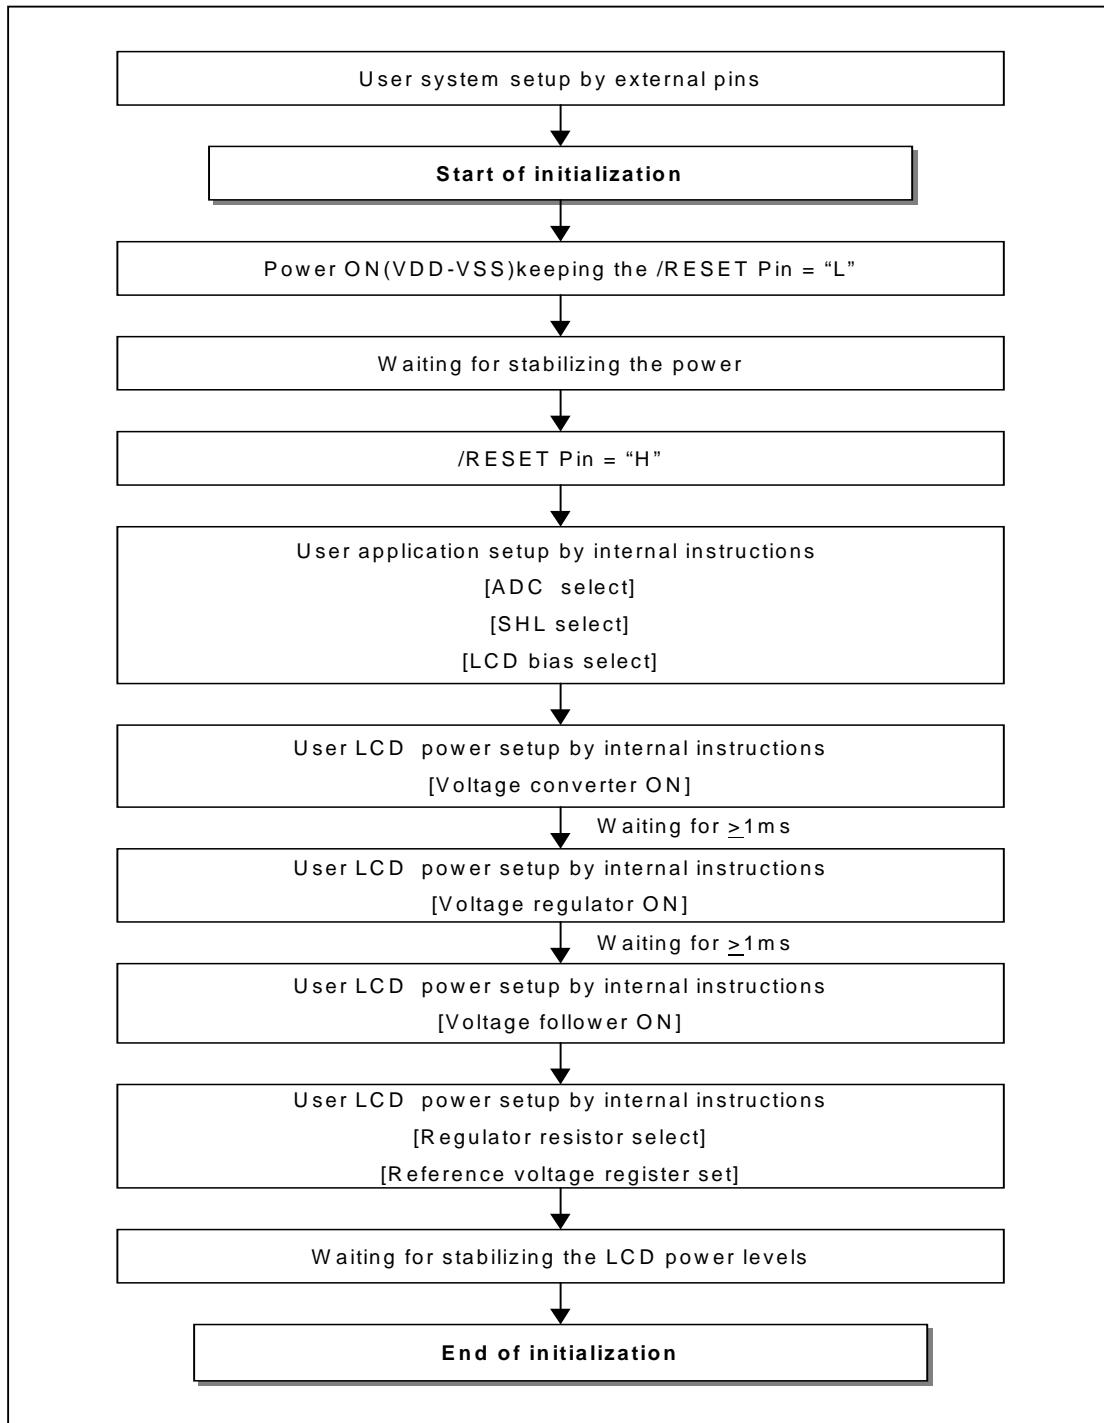 User system setup by external pins
Start of initialization
Power ON(VDD-VSS)keeping the /RESET Pin = “L”
Waiting for stabilizing the power
/RESET Pin = “H”
User application setup by internal instructions
[ADC select]
[SHL select]
[LCD bias select]
User LCD power setup by internal instructions
[Voltage converter ON]
Waiting for ≥1ms
User LCD power setup by internal instructions
[Voltage regulator ON]
Waiting for ≥1ms
User LCD power setup by internal instructions
[Voltage follower ON]
User LCD power setup by internal instructions
[Regulator resistor select]
[Reference voltage register set]
Waiting for stabilizing the LCD power levels
End of initialization